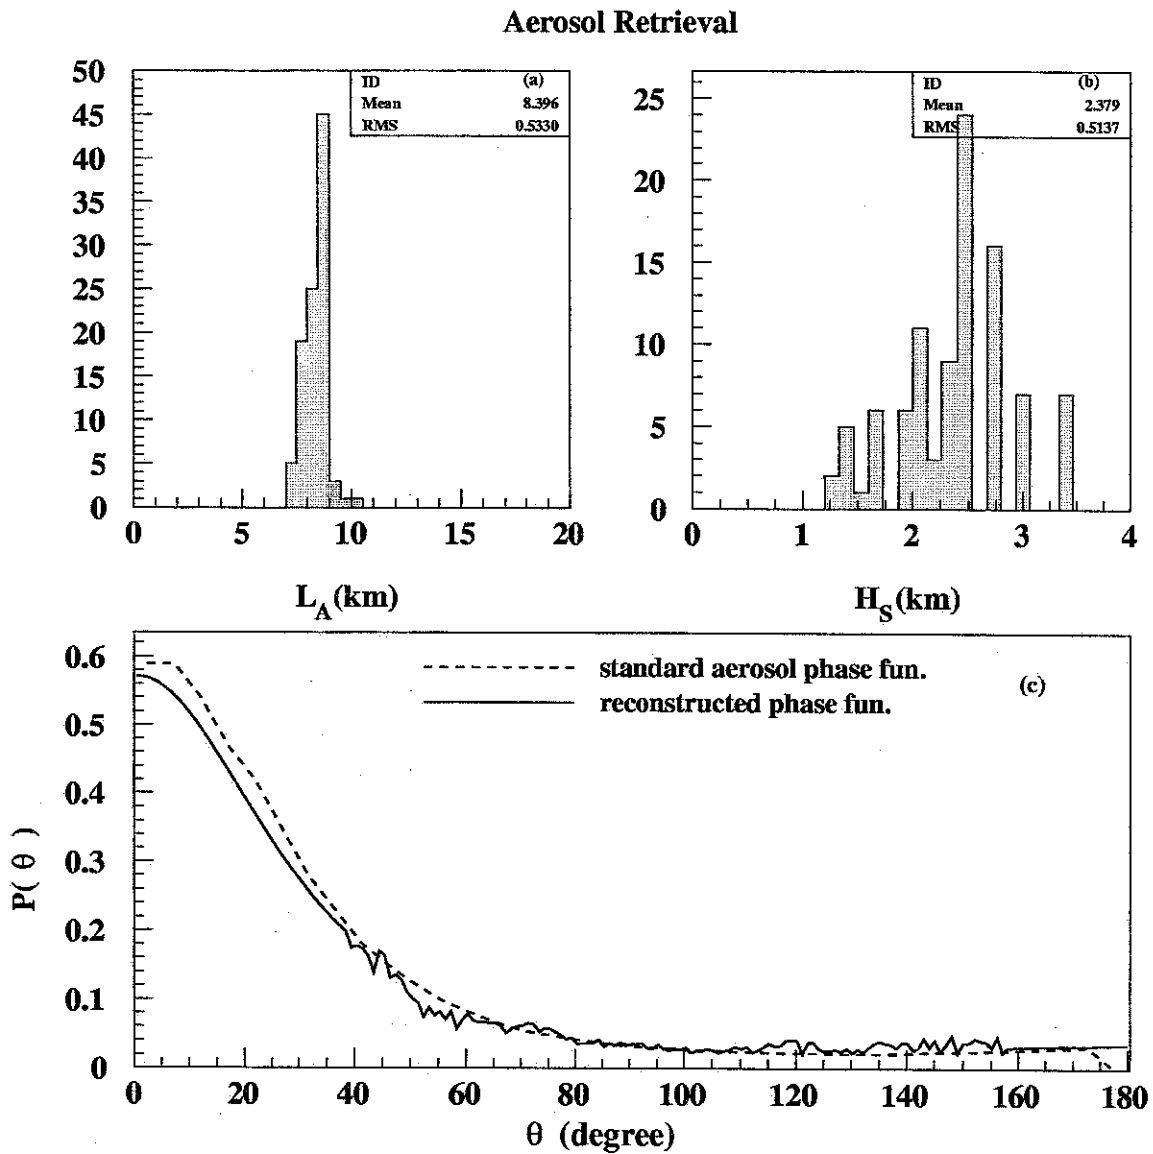 Aerosol Retrieval
50
45
40
35
30
25
20
15
10
5
0
ID (a)
Mean 8.396
RMS 0.5330
0 5 10 15 20
L_A (km)
25
20
15
10
5
0
ID (b)
Mean 2.379
RMS 0.5137
0 1 2 3 4
H_S (km)
0.6
0.5
0.4
0.3
0.2
0.1
0
P( θ )
standard aerosol phase fun.
reconstructed phase fun.
(c)
0 20 40 60 80 100 120 140 160 180
θ (degree)